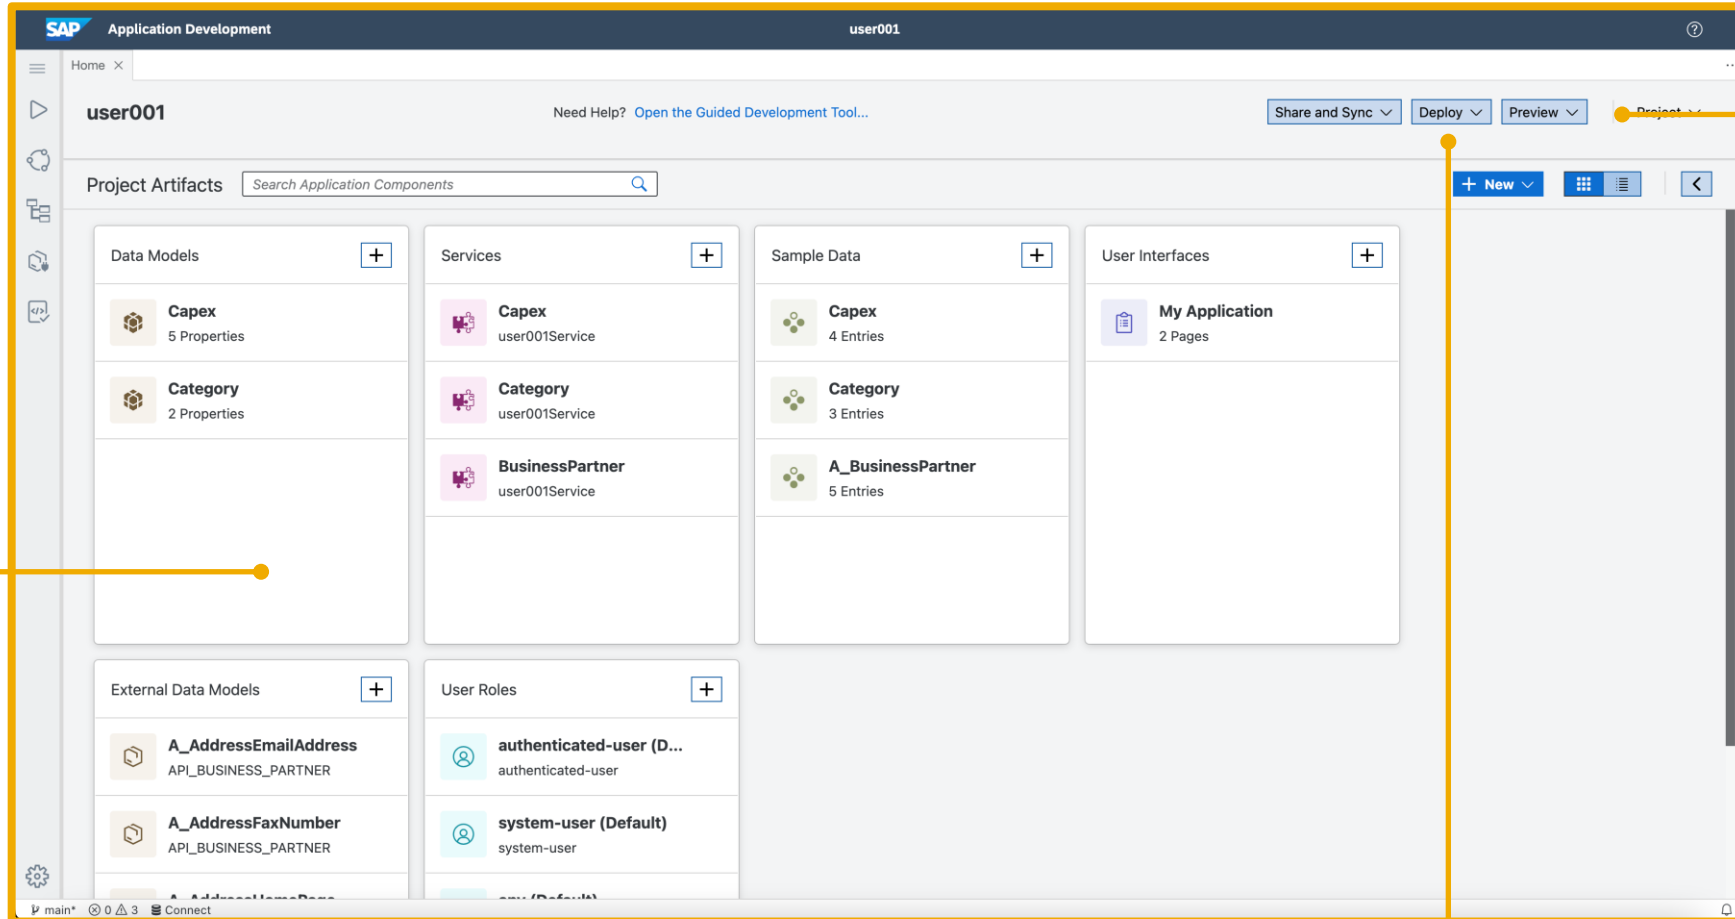 SAP Application Development
user001
Home
user001
Need Help? Open the Guided Development Tool...
Share and Sync
Deploy
Preview
Project
Project Artifacts
Search Application Components
New
Data Models
Capex
5 Properties
Category
2 Properties
Services
Capex
user001Service
Category
user001Service
BusinessPartner
user001Service
Sample Data
Capex
4 Entries
Category
3 Entries
A_BusinessPartner
5 Entries
User Interfaces
My Application
2 Pages
External Data Models
A_AddressEmailAddress
API_BUSINESS_PARTNER
A_AddressFaxNumber
API_BUSINESS_PARTNER
User Roles
authenticated-user (D...
authenticated-user
system-user (Default)
system-user
main* 0 3 Connect